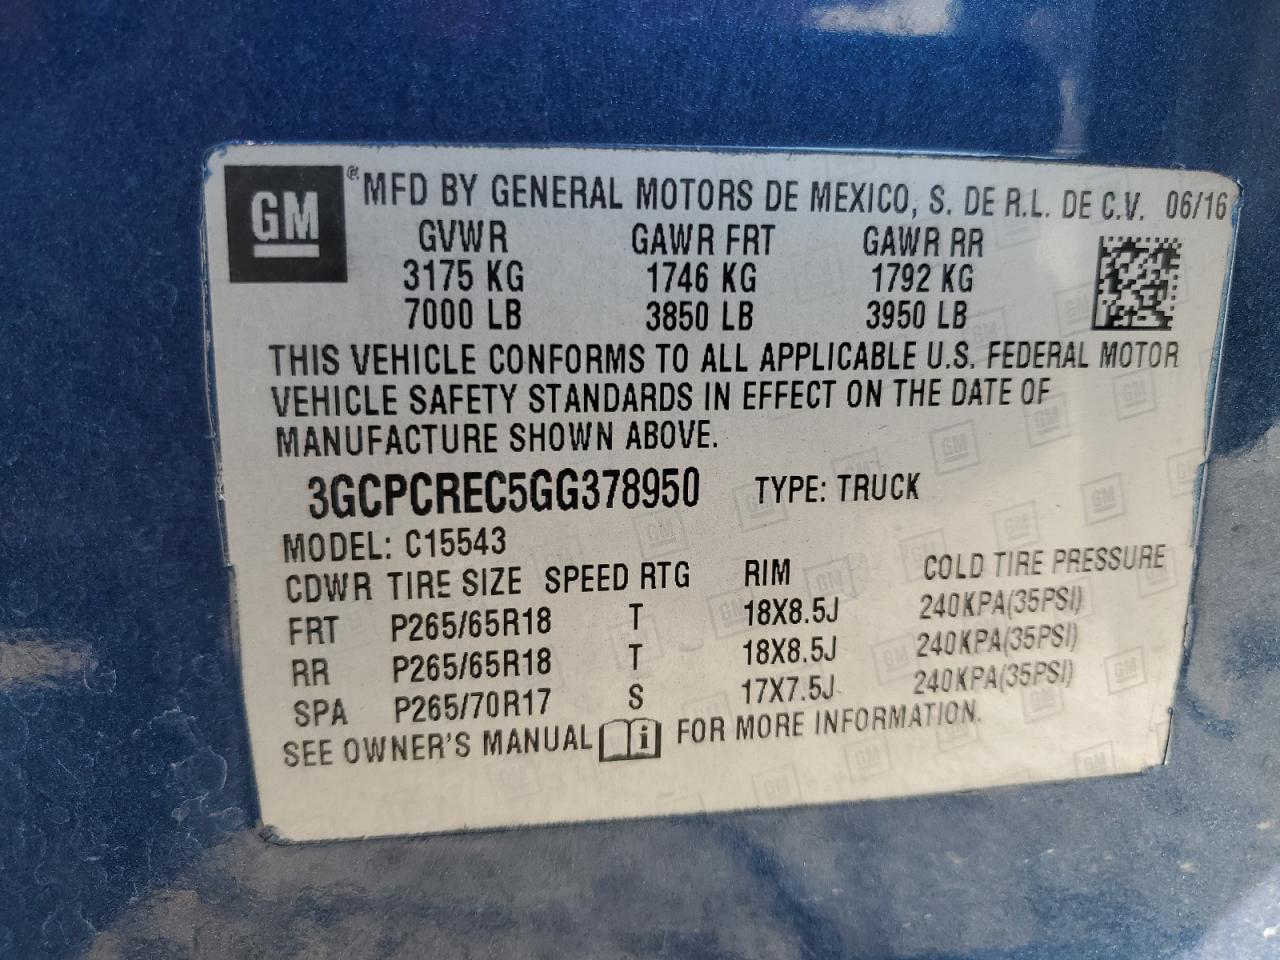 GM ® MFD BY GENERAL MOTORS DE MEXICO, S. DE R.L. DE C.V. 06/16
GVWR GAWR FRT GAWR RR
3175 KG 1746 KG 1792 KG
7000 LB 3850 LB 3950 LB
THIS VEHICLE CONFORMS TO ALL APPLICABLE U.S. FEDERAL MOTOR
VEHICLE SAFETY STANDARDS IN EFFECT ON THE DATE OF
MANUFACTURE SHOWN ABOVE.
3GCPCREC5GG378950 TYPE: TRUCK
MODEL: C15543
CDWR TIRE SIZE SPEED RTG RIM COLD TIRE PRESSURE
FRT P265/65R18 T 18X8.5J 240KPA(35PSI)
RR P265/65R18 T 18X8.5J 240KPA(35PSI)
SPA P265/70R17 S 17X7.5J 240KPA(35PSI)
SEE OWNER'S MANUAL i FOR MORE INFORMATION.